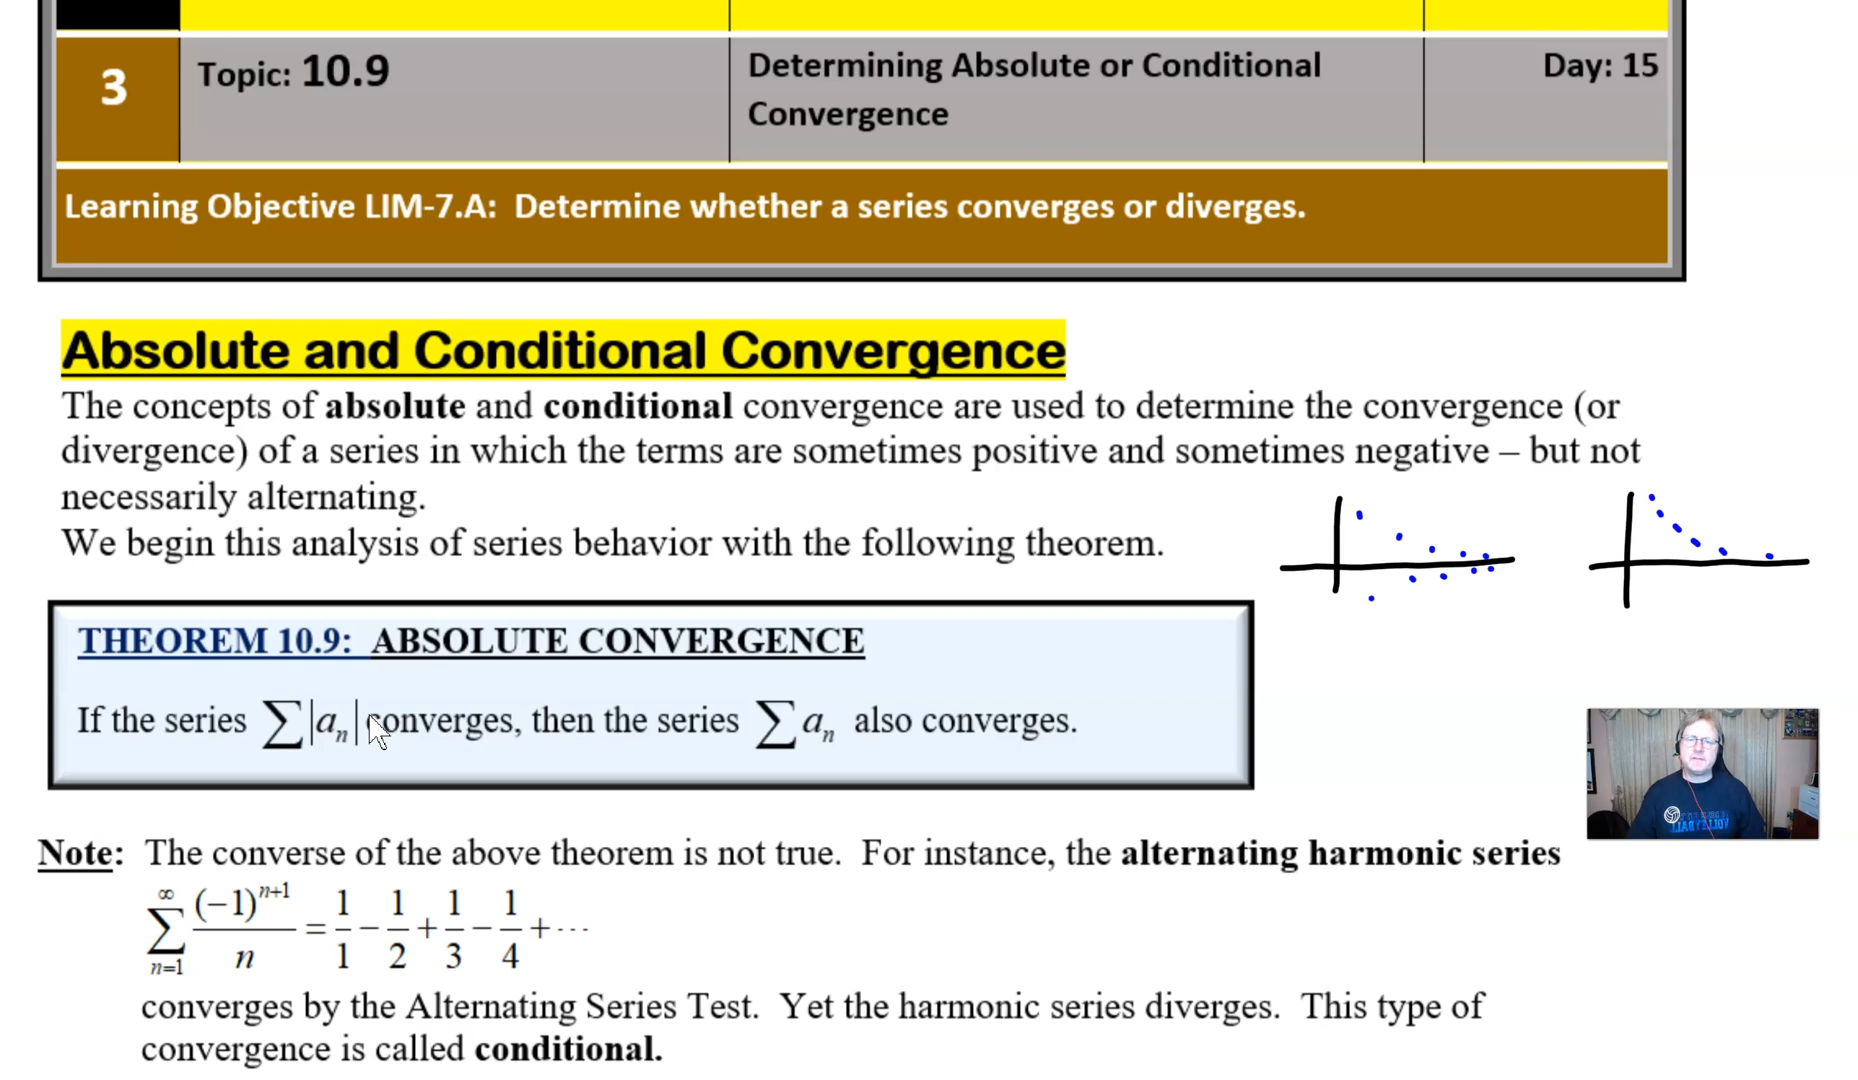 3
Topic: 10.9
Determining Absolute or Conditional
Convergence
Day: 15
Learning Objective LIM-7.A:  Determine whether a series converges or diverges.
Absolute and Conditional Convergence
The concepts of absolute and conditional convergence are used to determine the convergence (or
divergence) of a series in which the terms are sometimes positive and sometimes negative – but not
necessarily alternating.
We begin this analysis of series behavior with the following theorem.
THEOREM 10.9:  ABSOLUTE CONVERGENCE
If the series ∑|aₙ| converges, then the series ∑ aₙ also converges.
Note:  The converse of the above theorem is not true.  For instance, the alternating harmonic series
∑_{n=1}^{∞} (−1)^{n+1}/n = 1/1 − 1/2 + 1/3 − 1/4 + ···
converges by the Alternating Series Test.  Yet the harmonic series diverges.  This type of
convergence is called conditional.